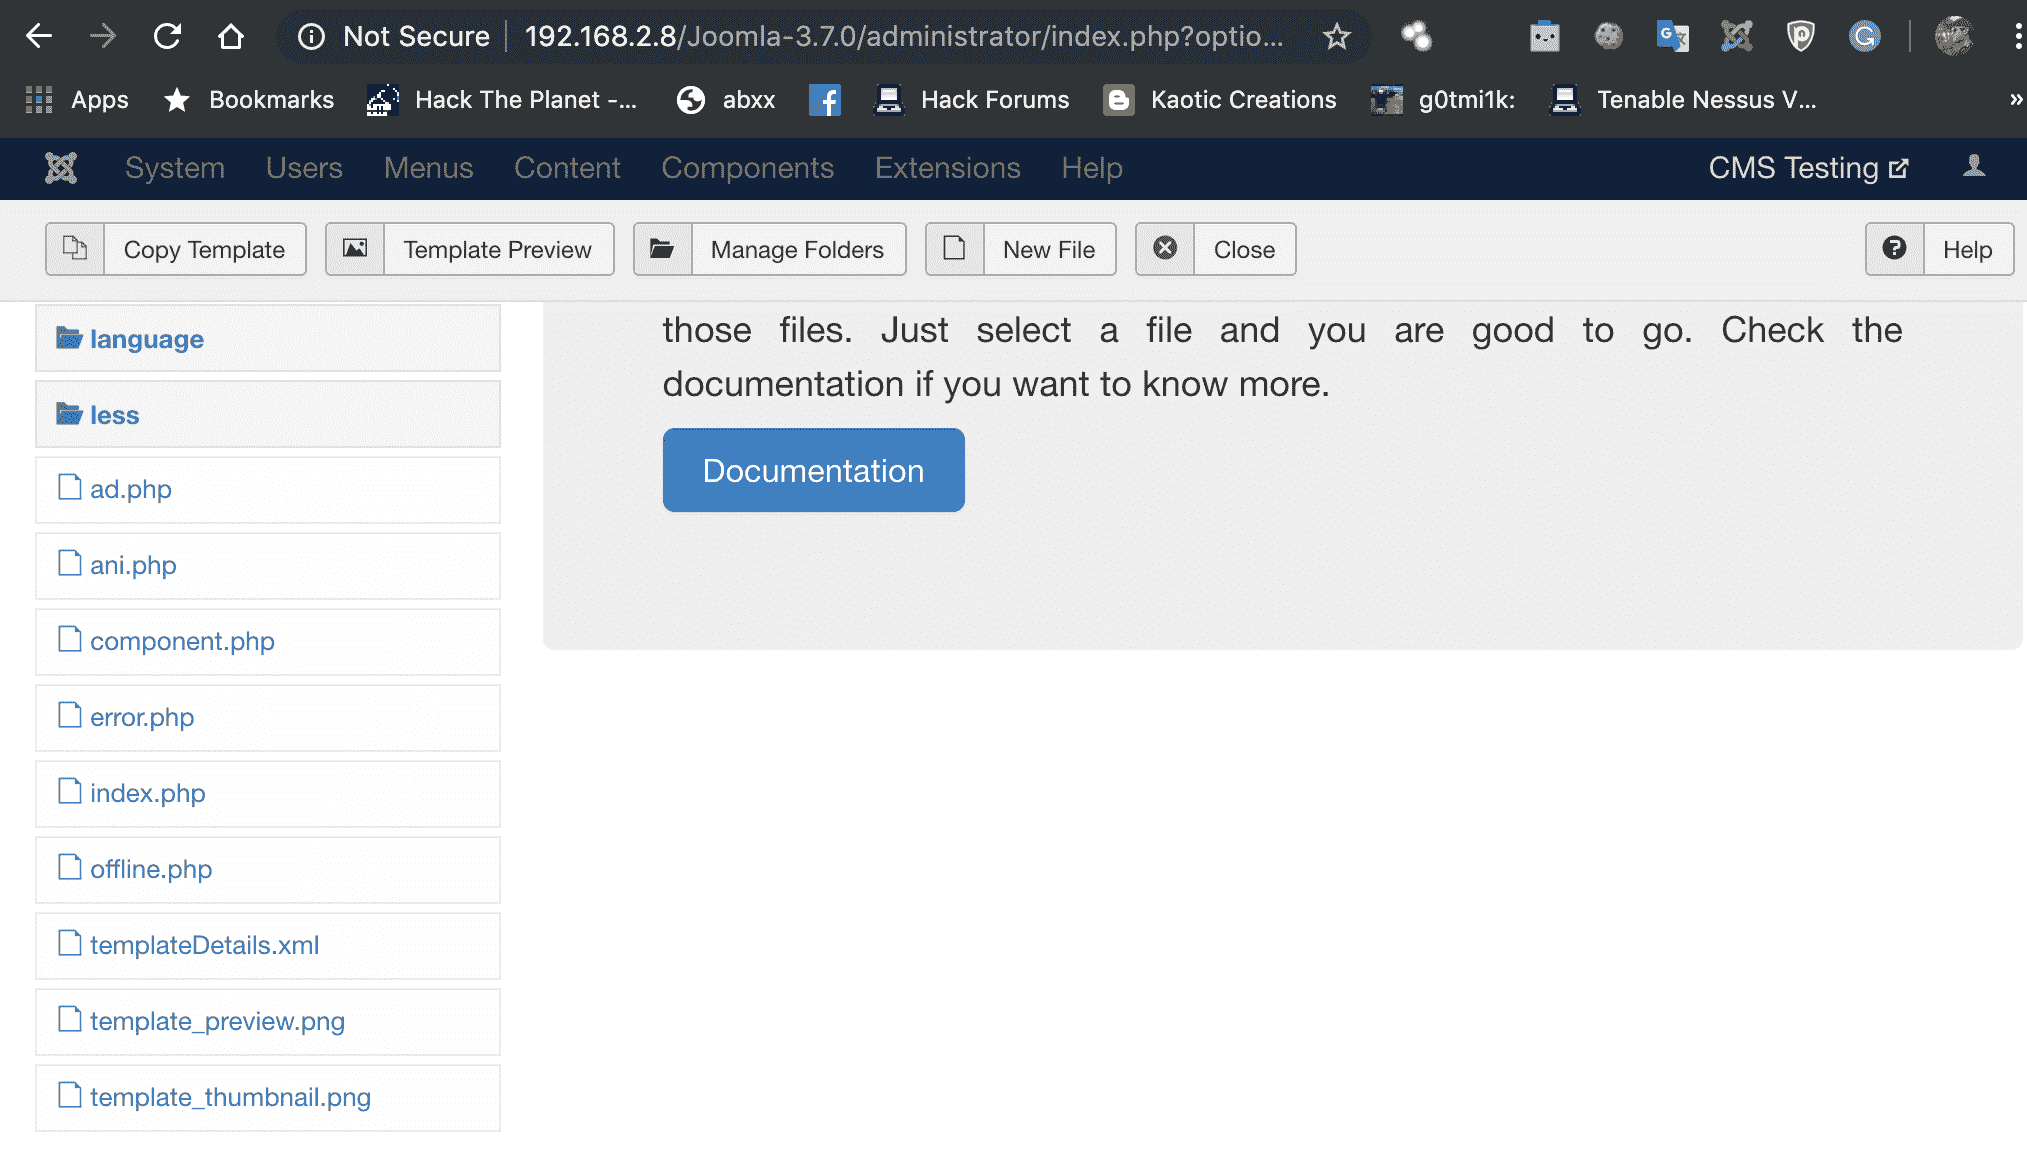 Not Secure 192.168.2.8/Joomla-3.7.0/administrator/index.php?optio...
Apps Bookmarks Hack The Planet -... abxx Hack Forums Kaotic Creations g0tmi1k: Tenable Nessus V... »
System Users Menus Content Components Extensions Help CMS Testing
Copy Template Template Preview Manage Folders New File Close Help
language
less
ad.php
ani.php
component.php
error.php
index.php
offline.php
templateDetails.xml
template_preview.png
template_thumbnail.png
those files. Just select a file and you are good to go. Check the
documentation if you want to know more.
Documentation